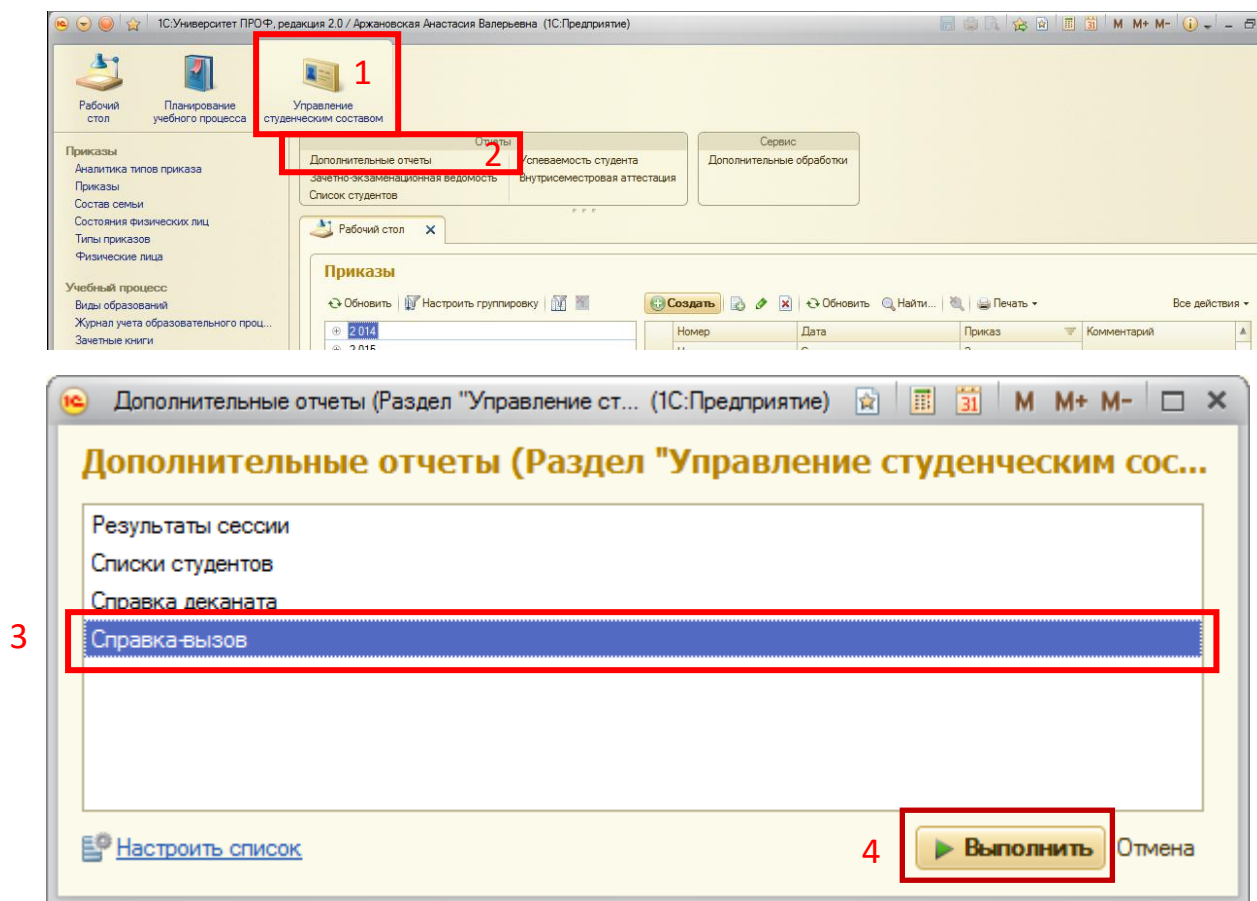 1С:Университет ПРОФ, редакция 2.0 / Аржановская Анастасия Валерьевна (1С:Предприятие)
M M+ M-
1
Рабочий стол
Планирование учебного процесса
Управление студенческим составом
Отчеты
2
Дополнительные отчеты
Успеваемость студента
Зачетно-экзаменационная ведомость
Внутрисеместровая аттестация
Список студентов
Сервис
Дополнительные обработки
Приказы
Аналитика типов приказа
Приказы
Состав семьи
Состояния физических лиц
Типы приказов
Физические лица
Учебный процесс
Виды образований
Журнал учета образовательного проц...
Зачетные книги
Рабочий стол
Приказы
Обновить Настроить группировку
Создать Обновить Найти... Печать Все действия
2 014
2 015
Номер Дата Приказ Комментарий
Дополнительные отчеты (Раздел "Управление ст... (1С:Предприятие)
31 M M+ M-
Дополнительные отчеты (Раздел "Управление студенческим сос...
Результаты сессии
Списки студентов
Справка деканата
3
Справка-вызов
Настроить список
4
Выполнить
Отмена